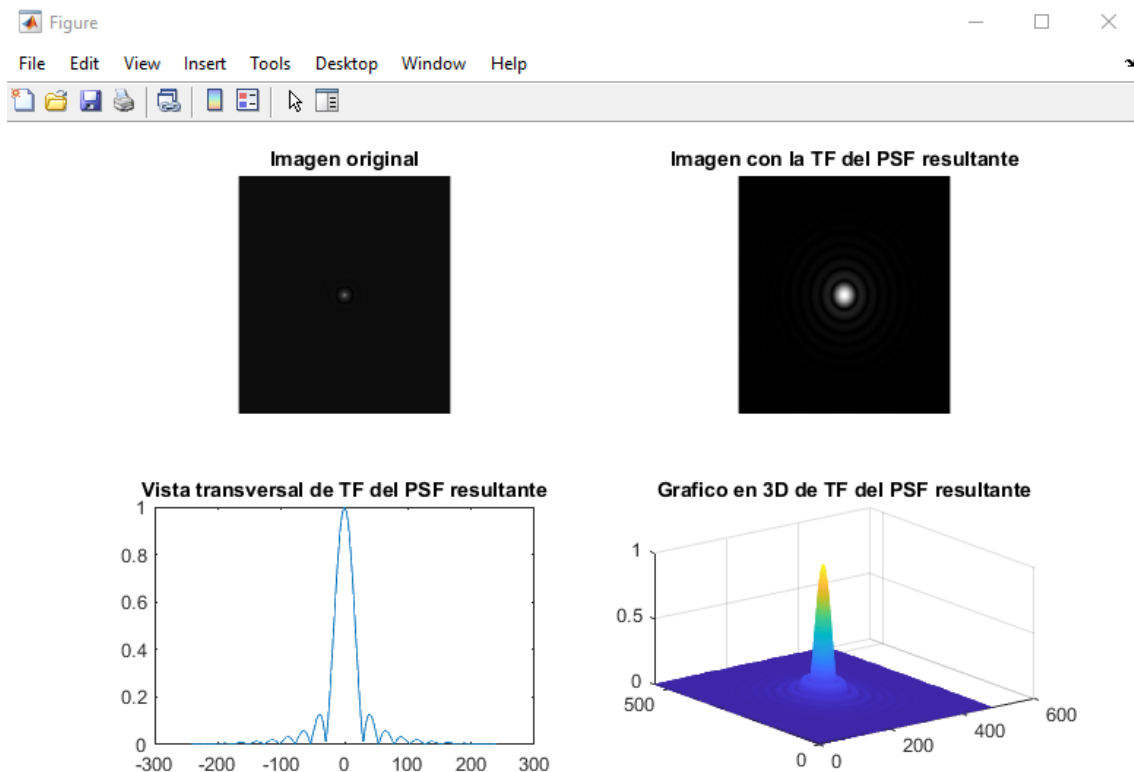 Figure
File Edit View Insert Tools Desktop Window Help
Imagen original
Imagen con la TF del PSF resultante
Vista transversal de TF del PSF resultante
1
0.8
0.6
0.4
0.2
0
-300 -200 -100 0 100 200 300
Grafico en 3D de TF del PSF resultante
1
0.5
0
500
0 0
200
400
600